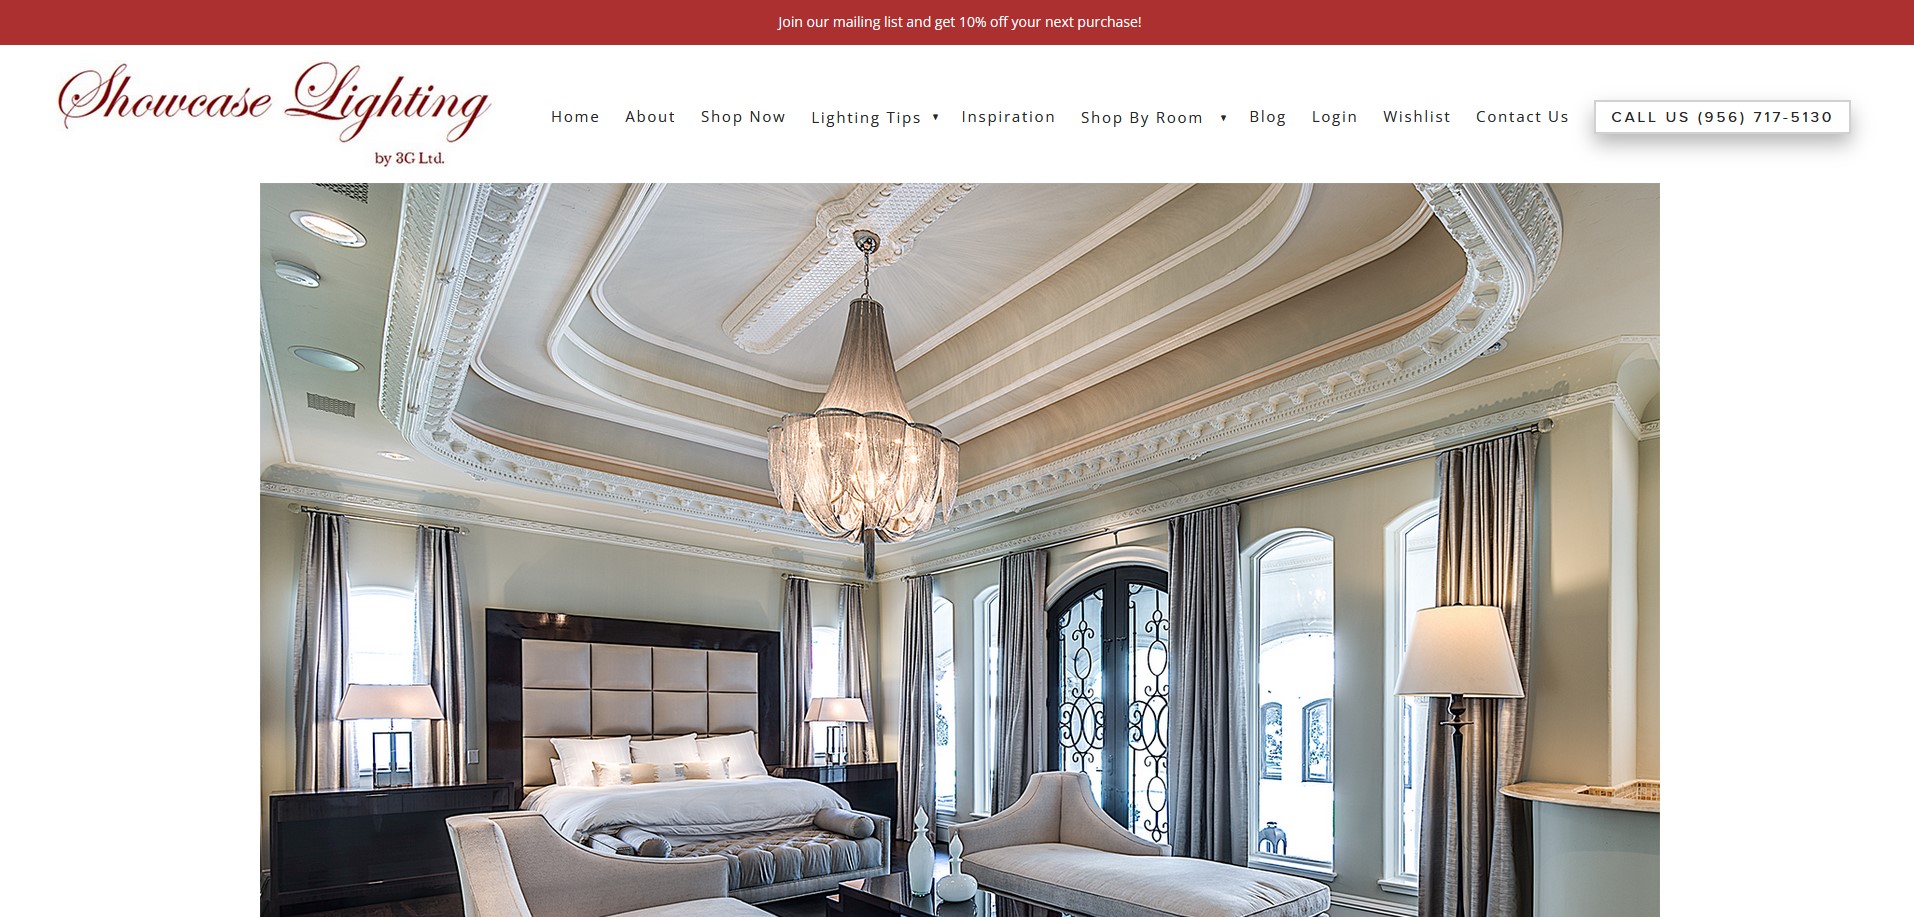 Join our mailing list and get 10% off your next purchase!
Showcase Lighting
by 3G Ltd.
Home About Shop Now Lighting Tips ▼ Inspiration Shop By Room ▼ Blog Login Wishlist Contact Us CALL US (956) 717-5130